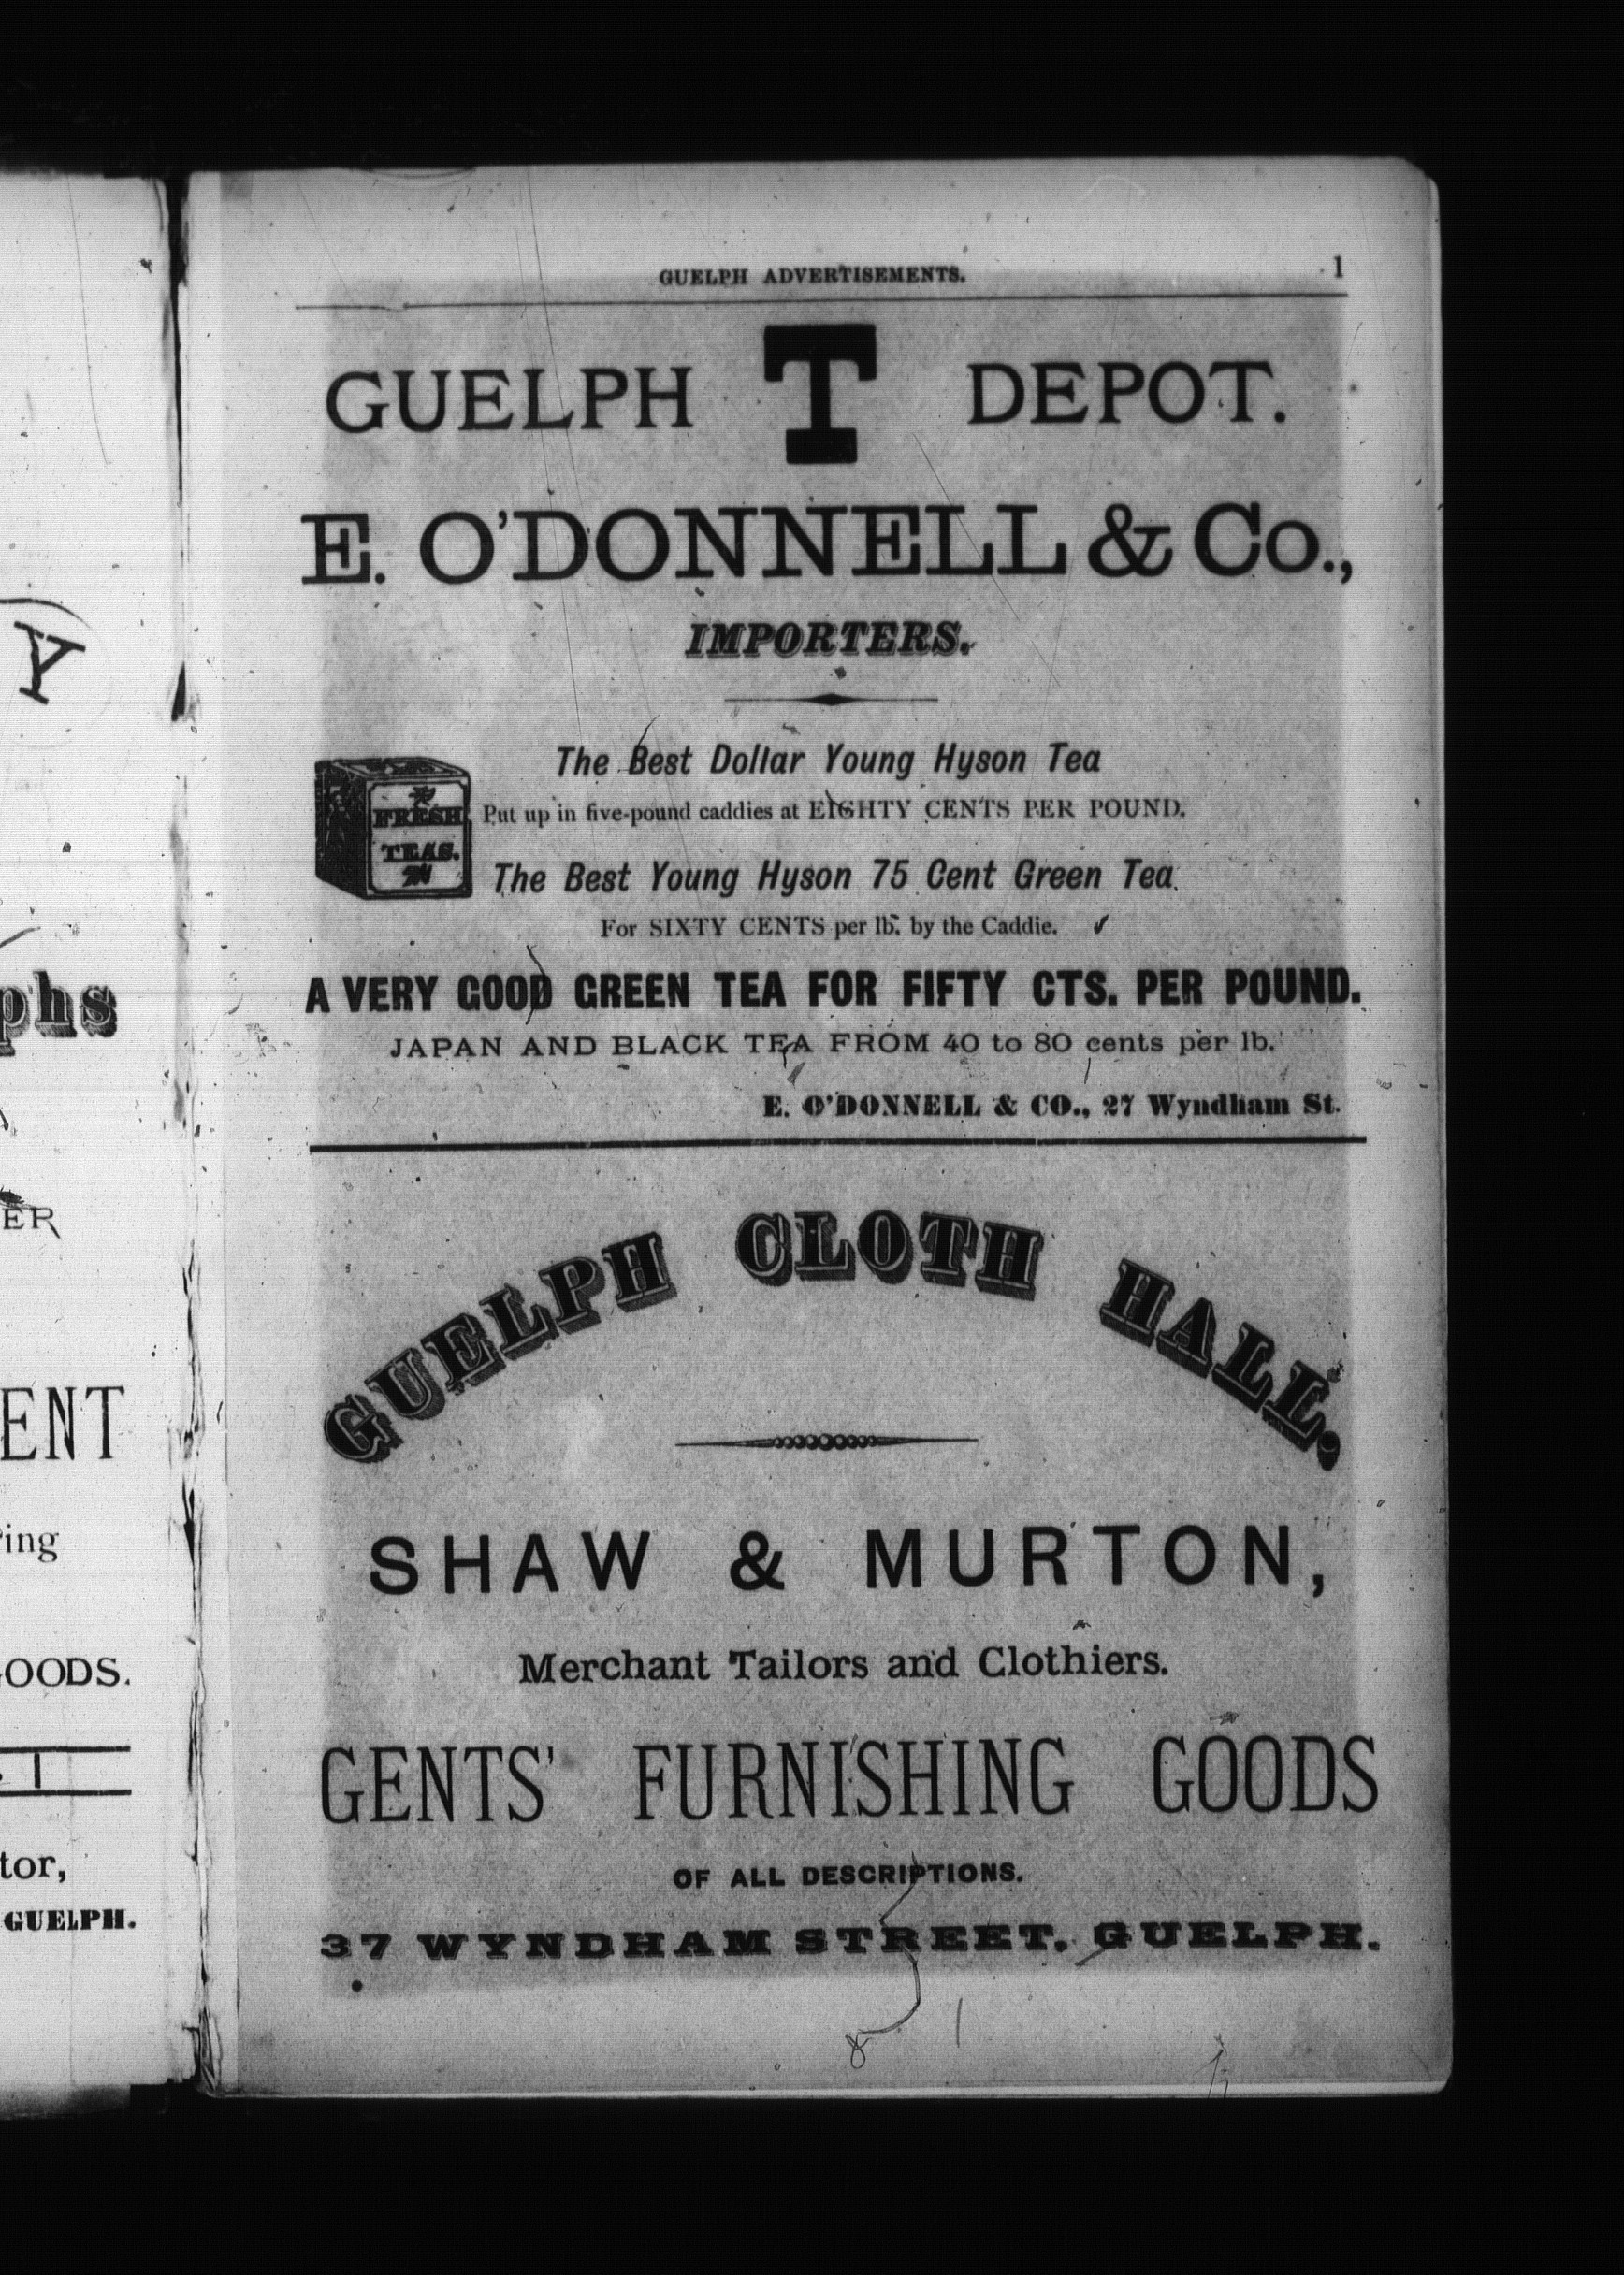 GUELPH ADVERTISEMENTS. 1
GUELPH T DEPOT.
E. O'DONNELL & Co.,
IMPORTERS.
The Best Dollar Young Hyson Tea
Put up in five-pound caddies at EIGHTY CENTS PER POUND.
FRESH
TEAS.
The Best Young Hyson 75 Cent Green Tea
For SIXTY CENTS per lb. by the Caddie.
A VERY GOOD GREEN TEA FOR FIFTY CTS. PER POUND.
JAPAN AND BLACK TEA FROM 40 to 80 cents per lb.
E. O'DONNELL & CO., 27 Wyndham St.
GUELPH CLOTH HALL,
SHAW & MURTON,
Merchant Tailors and Clothiers.
GENTS' FURNISHING GOODS
OF ALL DESCRIPTIONS.
37 WYNDHAM STREET. GUELPH.
Y
phs
ER
ENT
ing
OODS.
tor,
GUELPH.